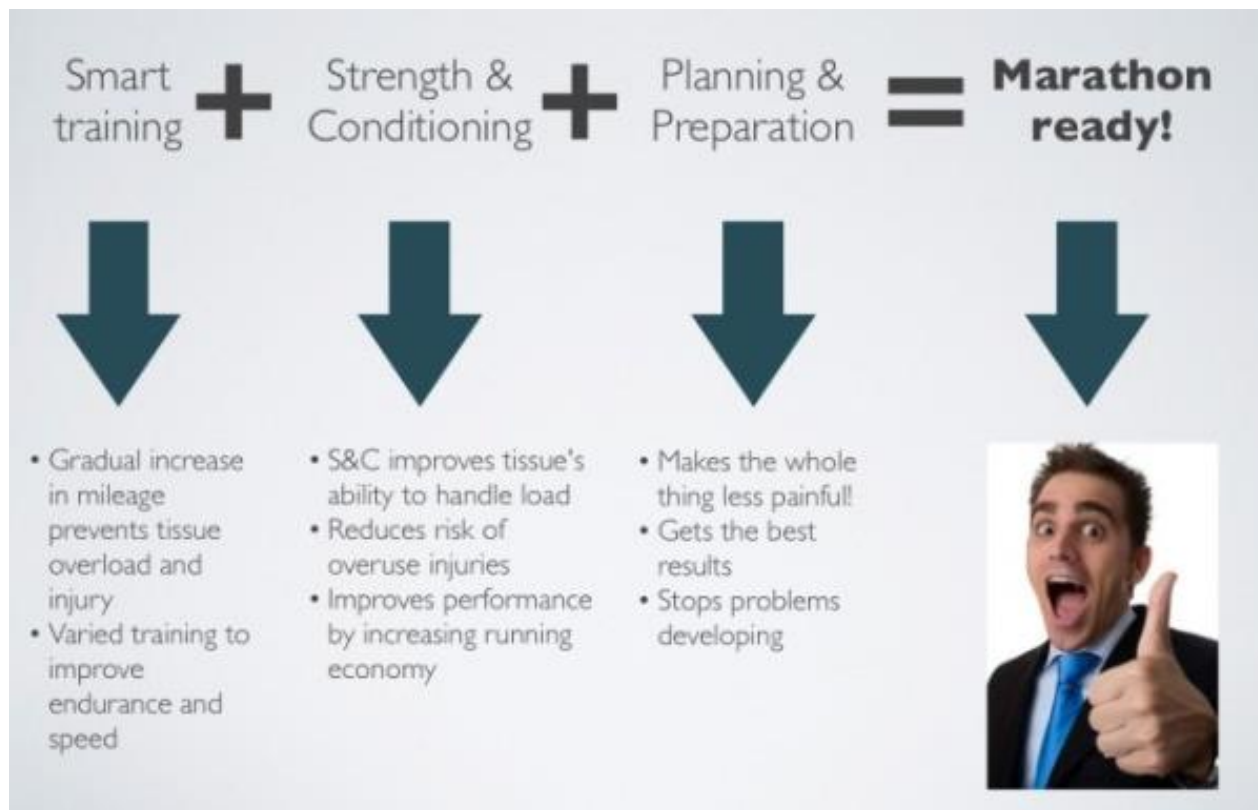 Smart
training
+
Strength &
Conditioning
+
Planning &
Preparation
=
Marathon
ready!
• Gradual increase
in mileage
prevents tissue
overload and
injury
• Varied training to
improve
endurance and
speed
• S&C improves tissue's
ability to handle load
• Reduces risk of
overuse injuries
• Improves performance
by increasing running
economy
• Makes the whole
thing less painful!
• Gets the best
results
• Stops problems
developing